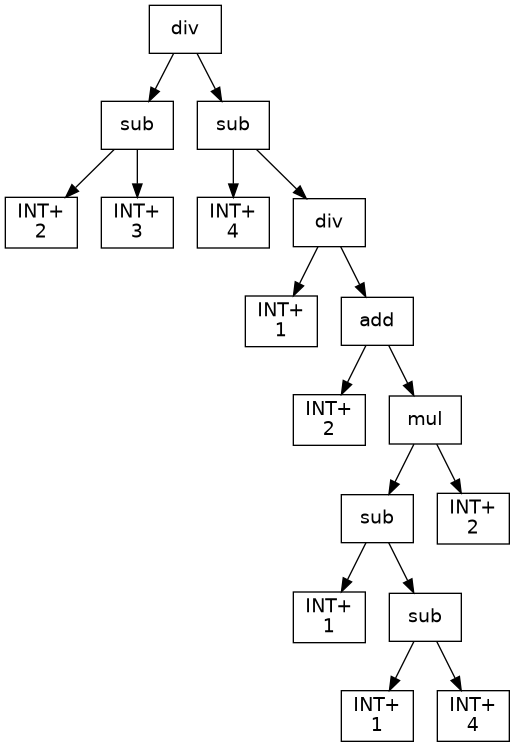 div
sub
sub
INT+
2
INT+
3
INT+
4
div
INT+
1
add
INT+
2
mul
sub
INT+
2
INT+
1
sub
INT+
1
INT+
4